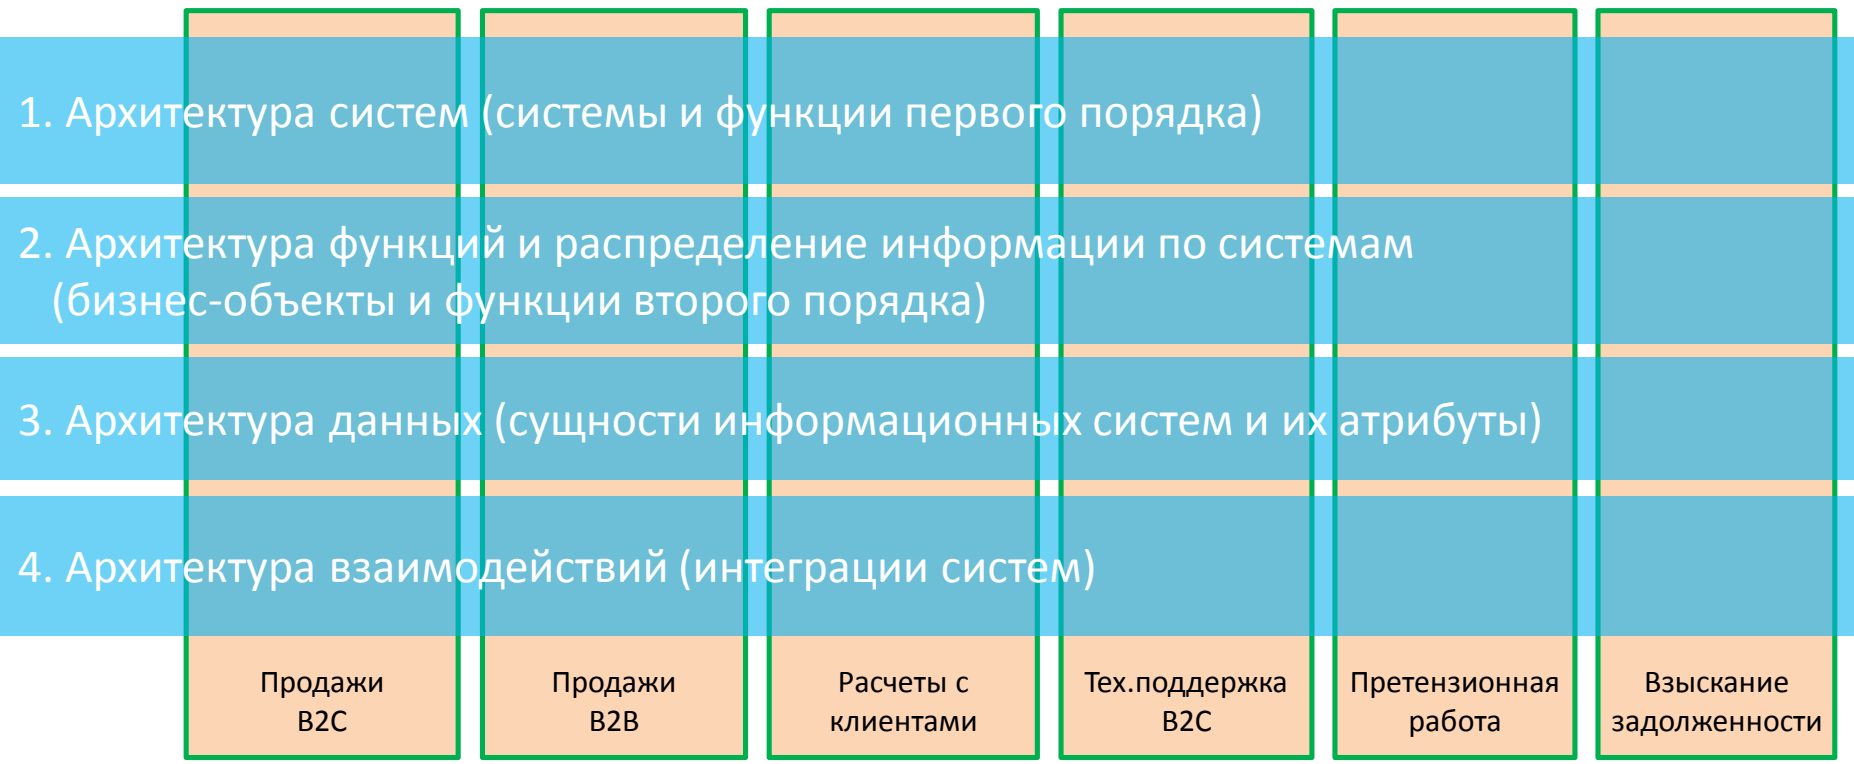 1. Архитектура систем (системы и функции первого порядка)
2. Архитектура функций и распределение информации по системам
(бизнес-объекты и функции второго порядка)
3. Архитектура данных (сущности информационных систем и их атрибуты)
4. Архитектура взаимодействий (интеграции систем)
Продажи
B2C
Продажи
B2B
Расчеты с
клиентами
Тех.поддержка
B2C
Претензионная
работа
Взыскание
задолженности